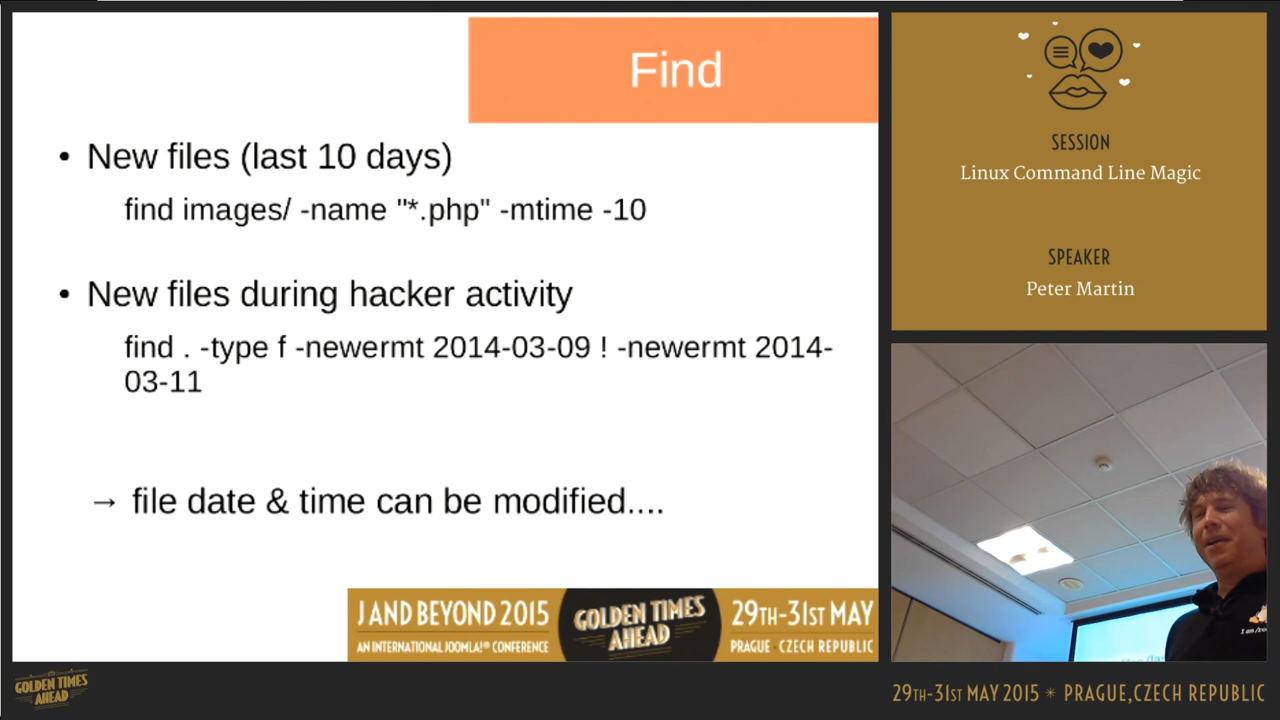 Find
• New files (last 10 days)
find images/ -name "*.php" -mtime -10
• New files during hacker activity
find . -type f -newermt 2014-03-09 ! -newermt 2014-
03-11
→ file date & time can be modified....
J AND BEYOND 2015
AN INTERNATIONAL JOOMLA!® CONFERENCE
GOLDEN TIMES
AHEAD
29TH-31ST MAY
PRAGUE - CZECH REPUBLIC
SESSION
Linux Command Line Magic
SPEAKER
Peter Martin
I am /roo
GOLDEN TIMES
AHEAD
29TH-31ST MAY 2015 * PRAGUE,CZECH REPUBLIC